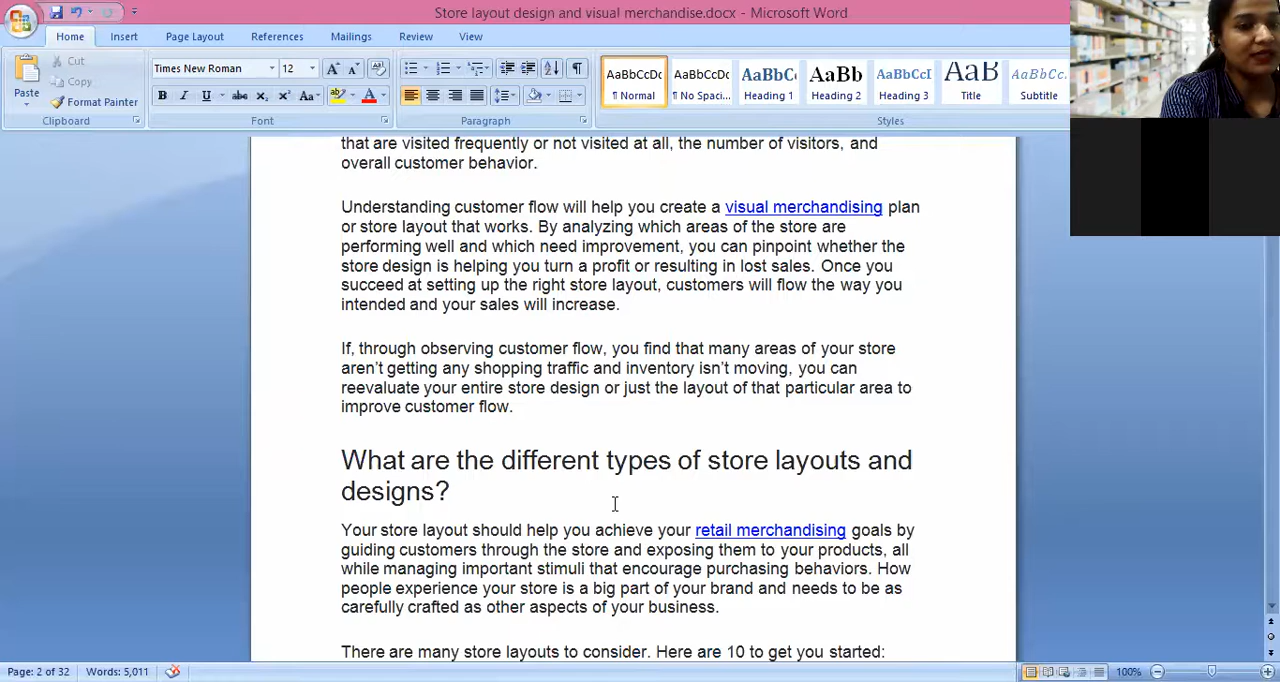 Store layout design and visual merchandise.docx - Microsoft Word
Home Insert Page Layout References Mailings Review View
Paste
Cut
Copy
Format Painter
Times New Roman 12
B I U abc X₂ X² Aa
AaBbCcDc AaBbCcDc AaBbC AaBb AaBbCcI AaB AaBbCc
¶ Normal ¶ No Spaci... Heading 1 Heading 2 Heading 3 Title Subtitle
Clipboard Font Paragraph Styles
that are visited frequently or not visited at all, the number of visitors, and
overall customer behavior.
Understanding customer flow will help you create a visual merchandising plan
or store layout that works. By analyzing which areas of the store are
performing well and which need improvement, you can pinpoint whether the
store design is helping you turn a profit or resulting in lost sales. Once you
succeed at setting up the right store layout, customers will flow the way you
intended and your sales will increase.
If, through observing customer flow, you find that many areas of your store
aren’t getting any shopping traffic and inventory isn’t moving, you can
reevaluate your entire store design or just the layout of that particular area to
improve customer flow.
What are the different types of store layouts and
designs?
Your store layout should help you achieve your retail merchandising goals by
guiding customers through the store and exposing them to your products, all
while managing important stimuli that encourage purchasing behaviors. How
people experience your store is a big part of your brand and needs to be as
carefully crafted as other aspects of your business.
There are many store layouts to consider. Here are 10 to get you started:
Page: 2 of 32 Words: 5,011 100%